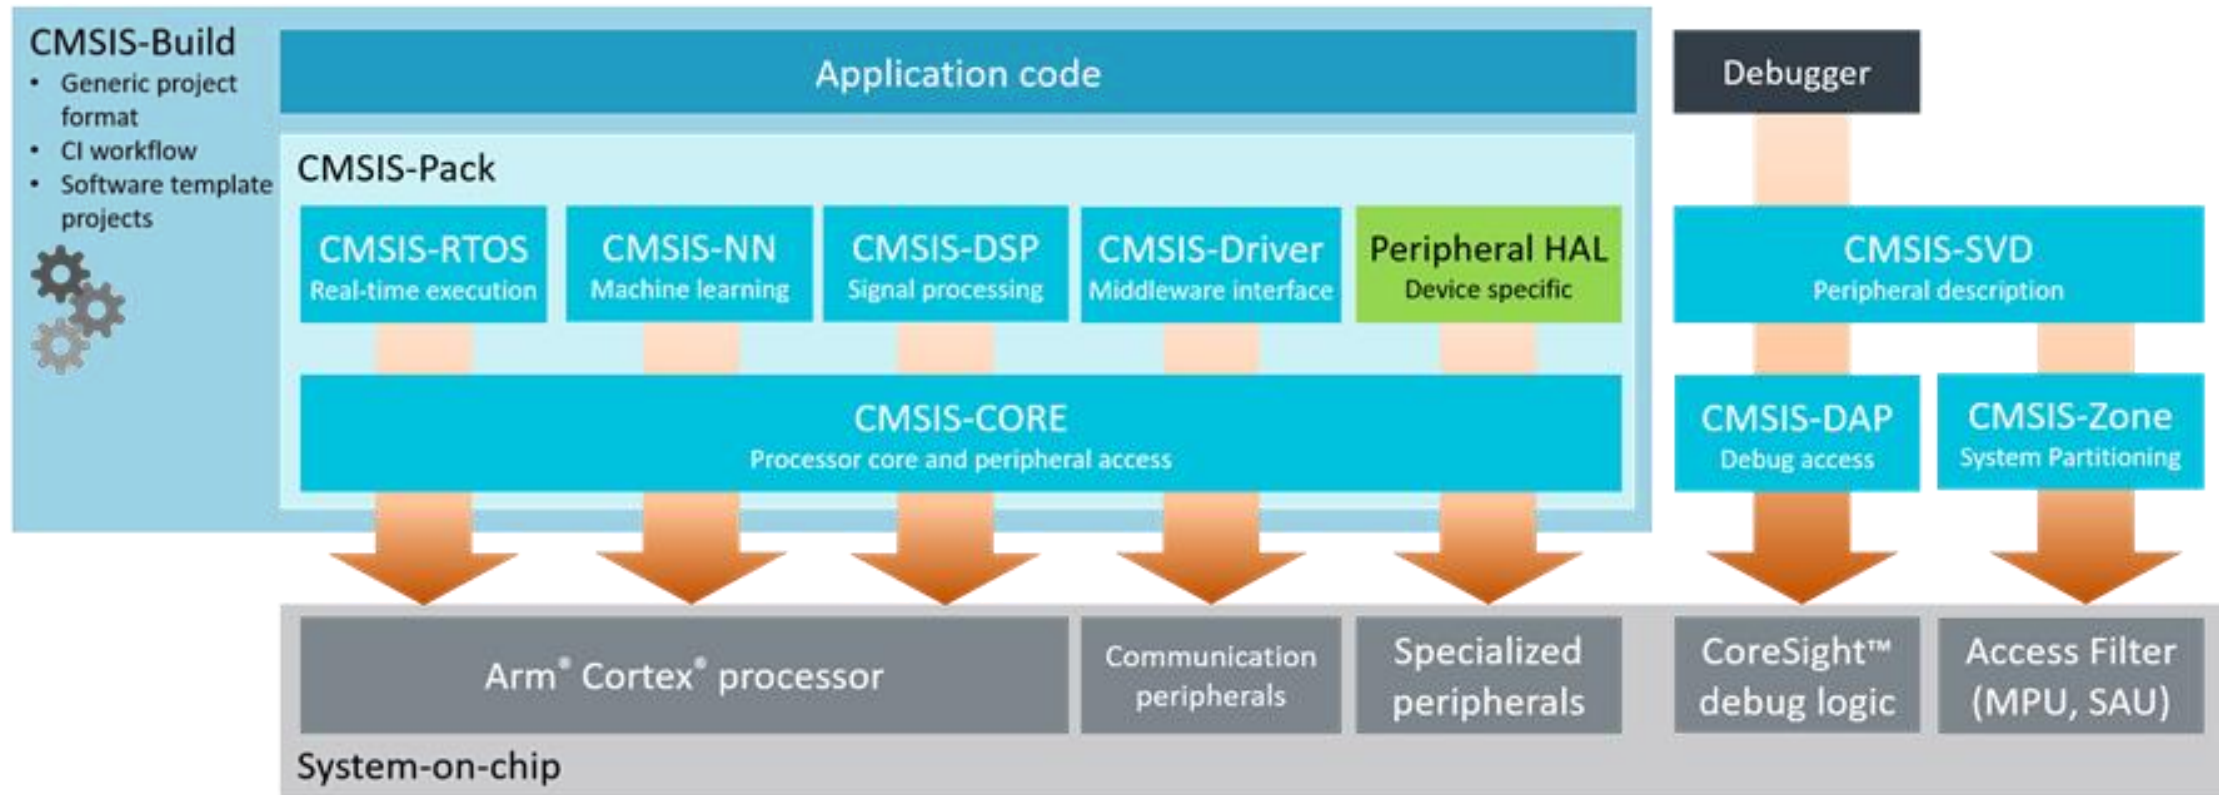 CMSIS-Build
• Generic project
format
• CI workflow
• Software template
projects
Application code
Debugger
CMSIS-Pack
CMSIS-RTOS
Real-time execution
CMSIS-NN
Machine learning
CMSIS-DSP
Signal processing
CMSIS-Driver
Middleware interface
Peripheral HAL
Device specific
CMSIS-SVD
Peripheral description
CMSIS-CORE
Processor core and peripheral access
CMSIS-DAP
Debug access
CMSIS-Zone
System Partitioning
Arm® Cortex® processor
Communication
peripherals
Specialized
peripherals
CoreSight™
debug logic
Access Filter
(MPU, SAU)
System-on-chip